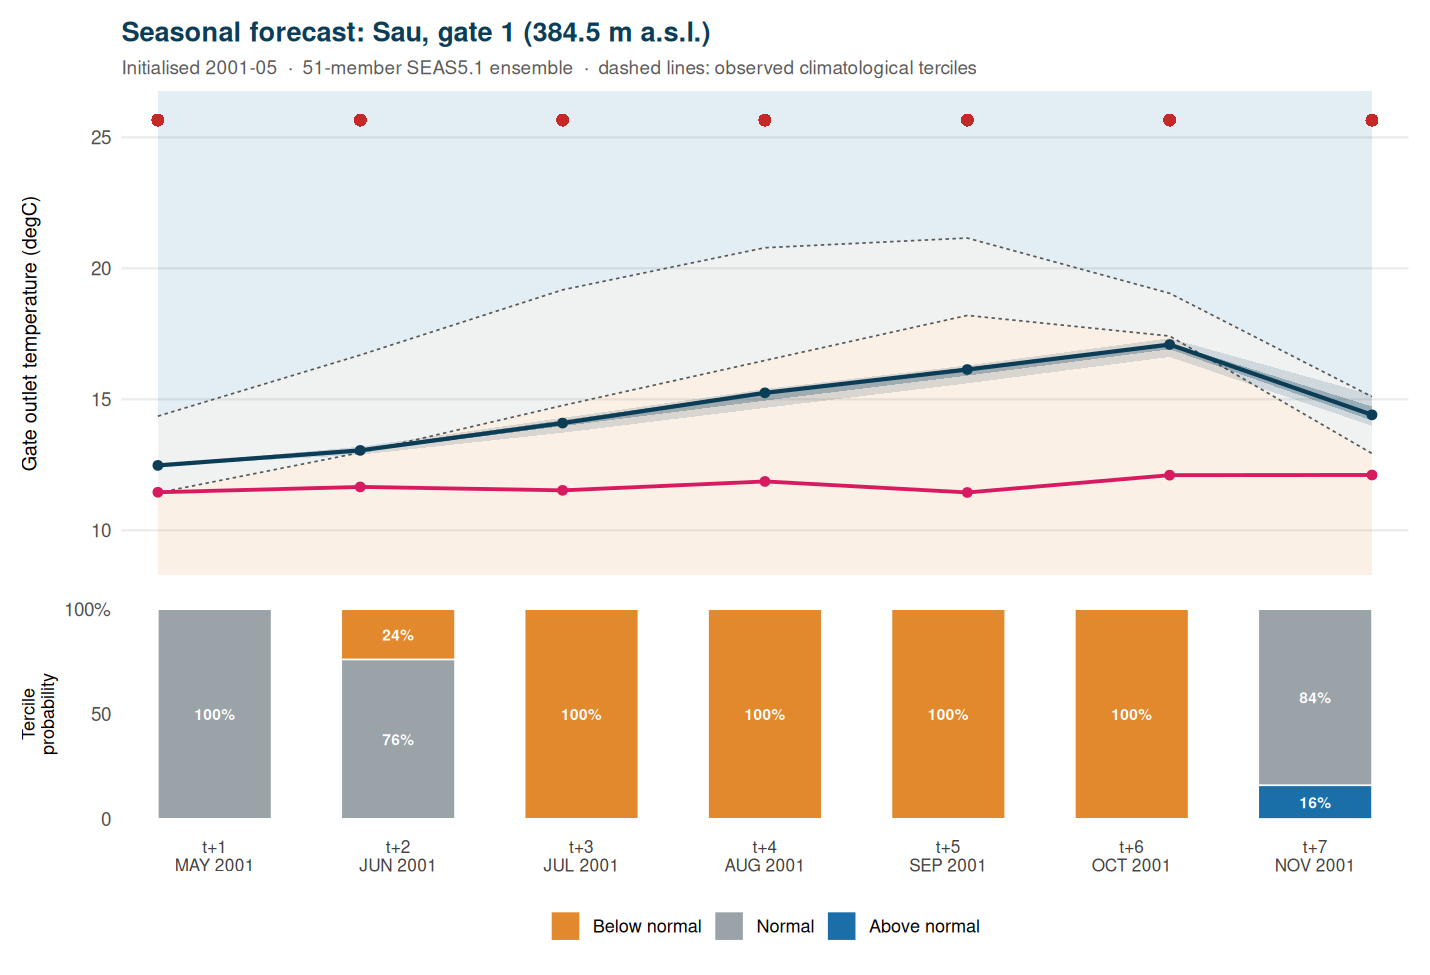 Seasonal forecast: Sau, gate 1 (384.5 m a.s.l.)
Initialised 2001-05 · 51-member SEAS5.1 ensemble · dashed lines: observed climatological terciles
Gate outlet temperature (degC)
25
20
15
10
Tercile
probability
100%
50
0
100%
24%
76%
100%
100%
100%
100%
84%
16%
t+1
MAY 2001
t+2
JUN 2001
t+3
JUL 2001
t+4
AUG 2001
t+5
SEP 2001
t+6
OCT 2001
t+7
NOV 2001
Below normal
Normal
Above normal